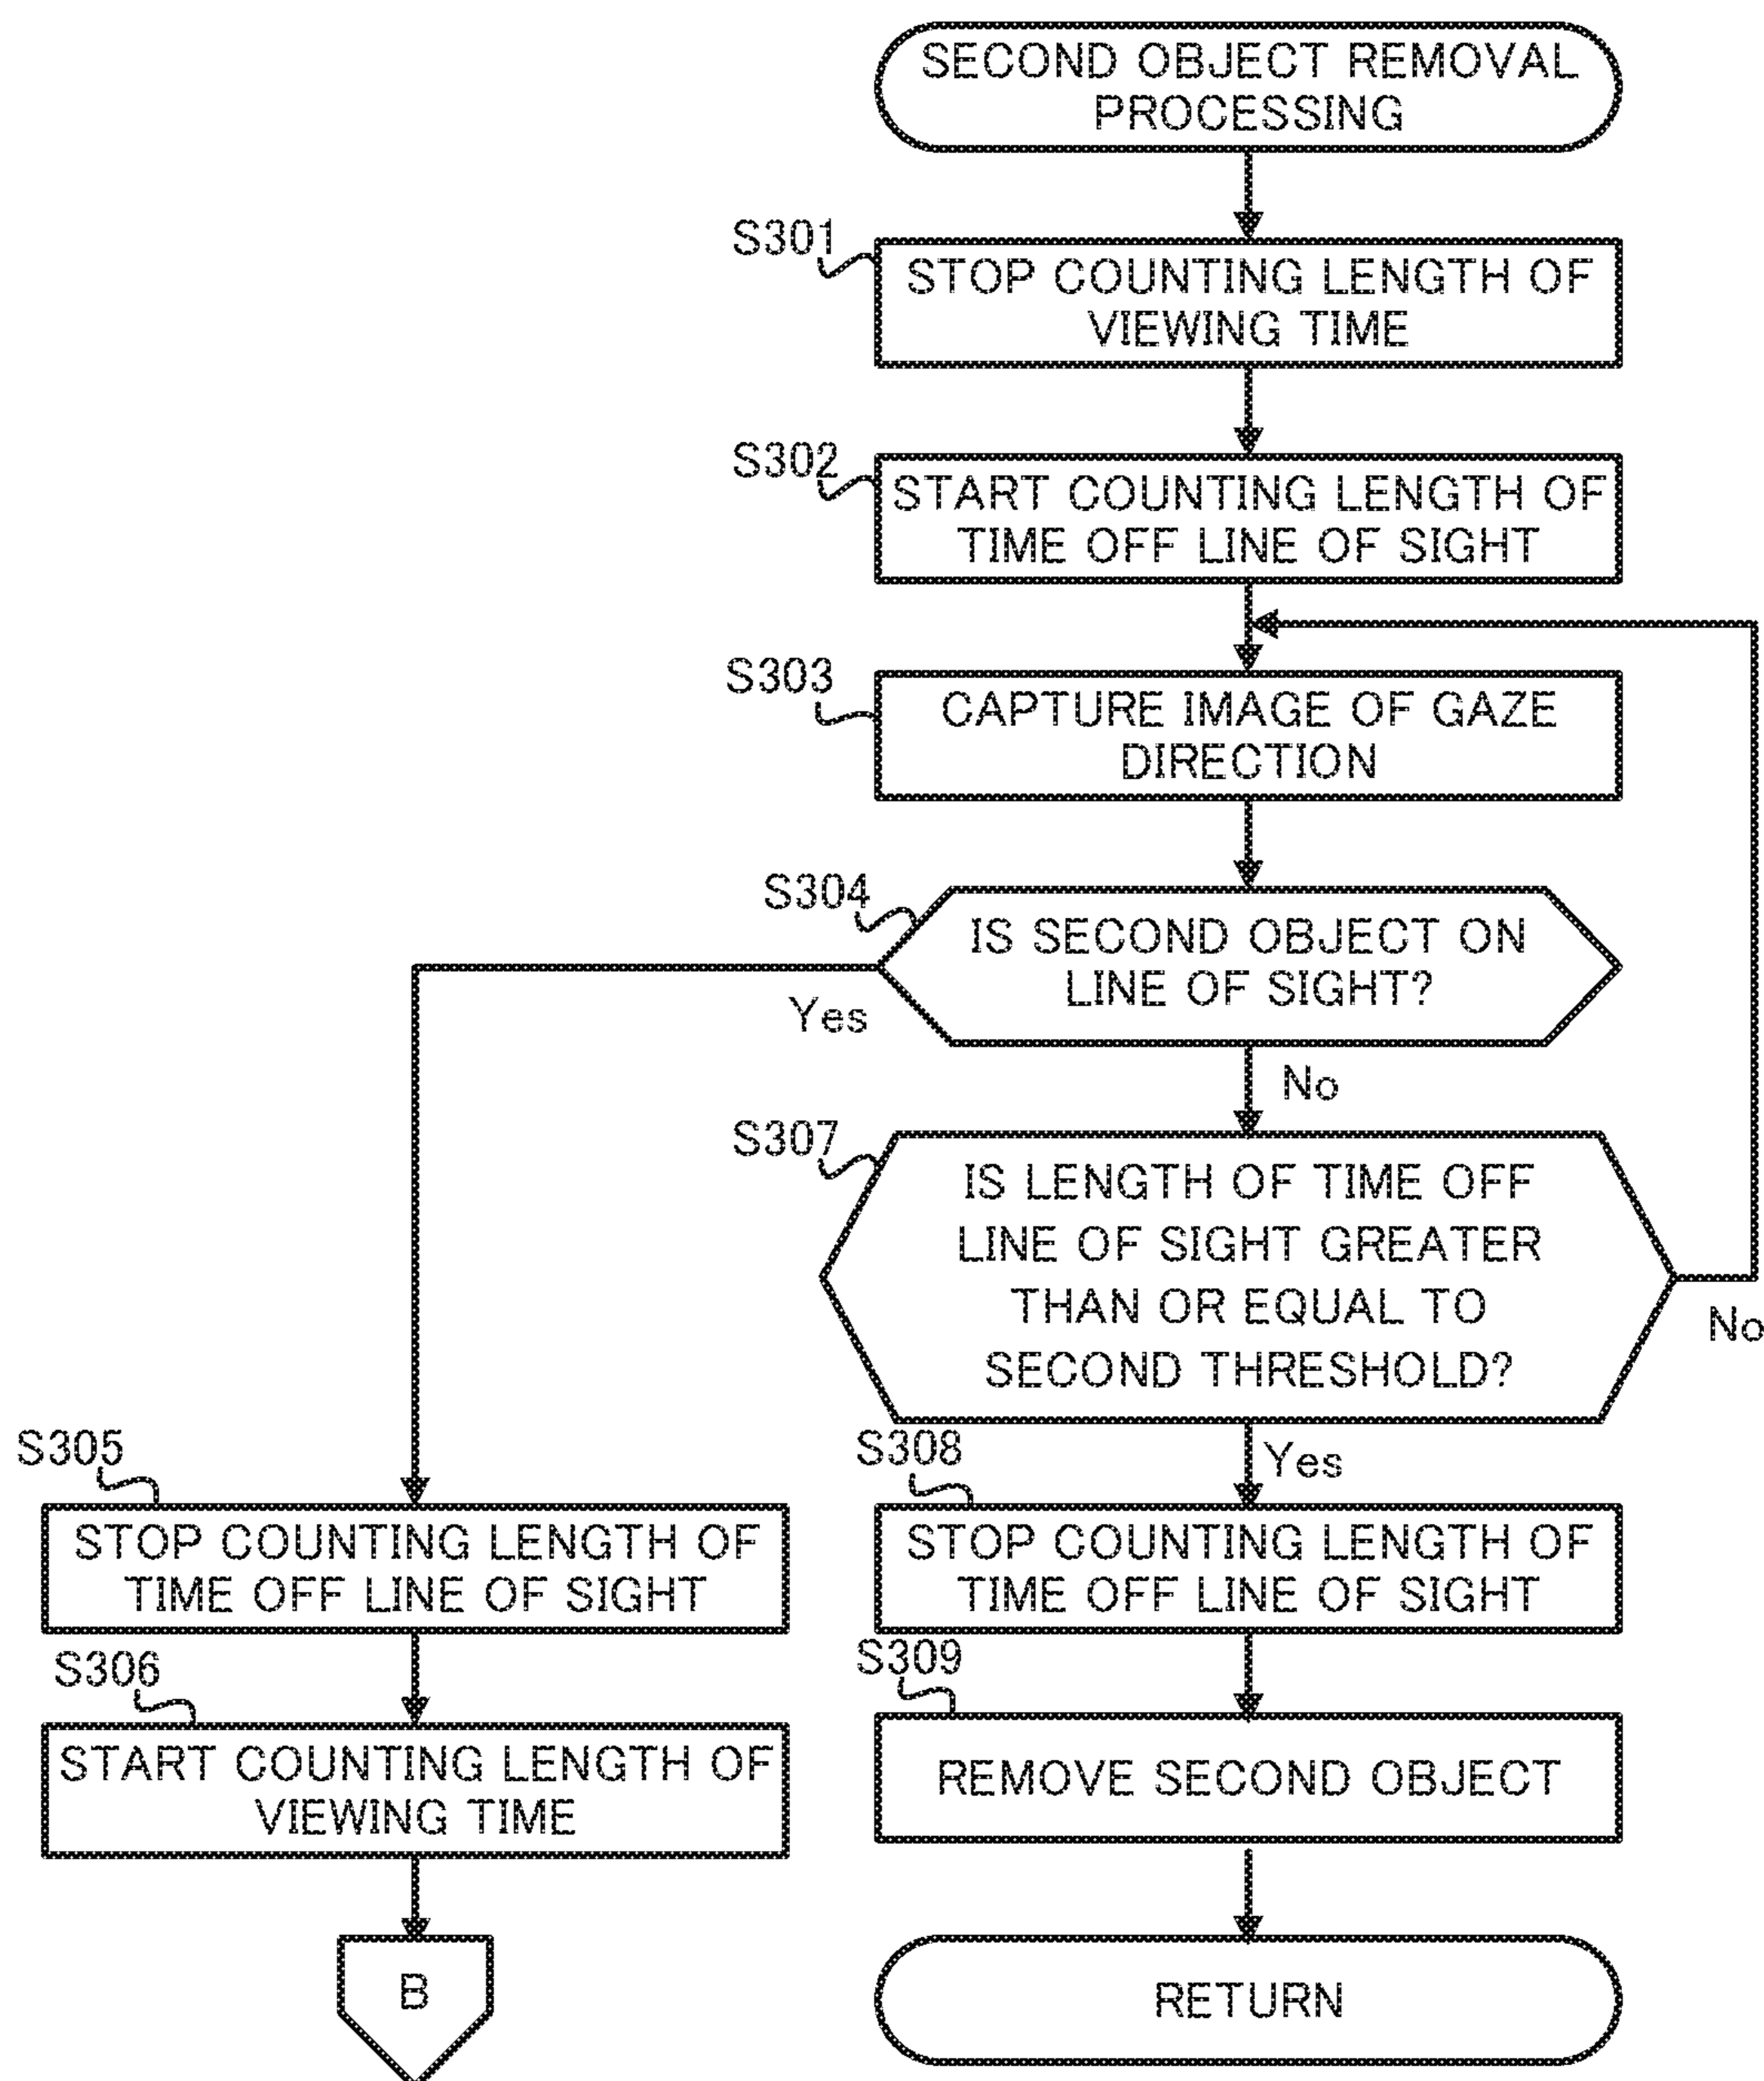 SECOND OBJECT REMOVAL
PROCESSING
S301
STOP COUNTING LENGTH OF
VIEWING TIME
S302
START COUNTING LENGTH OF
TIME OFF LINE OF SIGHT
S303
CAPTURE IMAGE OF GAZE
DIRECTION
S304
IS SECOND OBJECT ON
LINE OF SIGHT?
Yes
No
S307
IS LENGTH OF TIME OFF
LINE OF SIGHT GREATER
THAN OR EQUAL TO
SECOND THRESHOLD?
No
Yes
S305
STOP COUNTING LENGTH OF
TIME OFF LINE OF SIGHT
S306
START COUNTING LENGTH OF
VIEWING TIME
B
S308
STOP COUNTING LENGTH OF
TIME OFF LINE OF SIGHT
S309
REMOVE SECOND OBJECT
RETURN